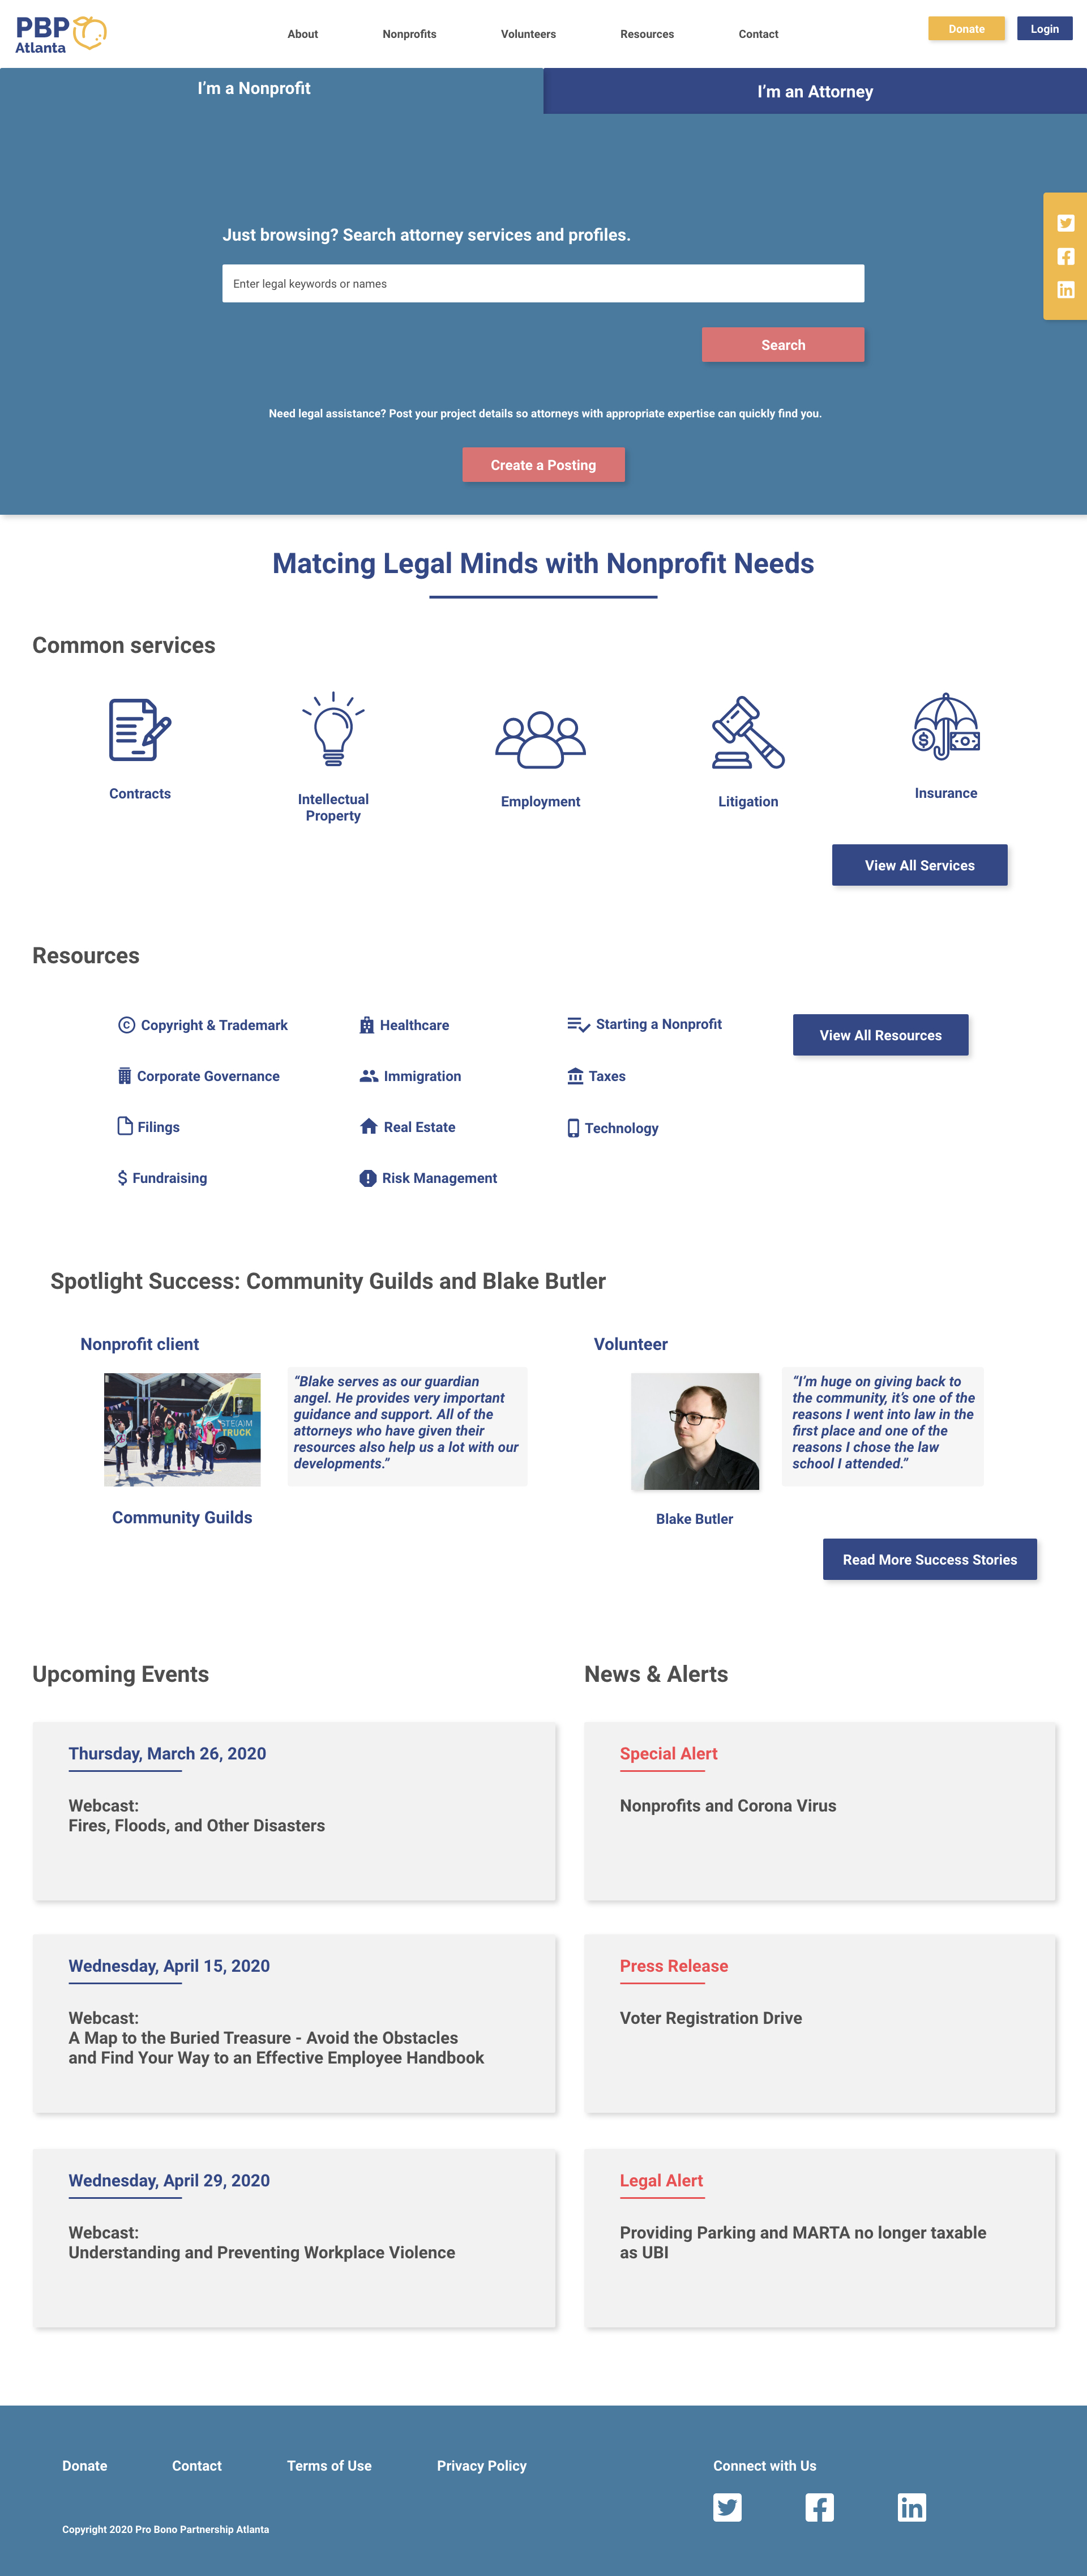 PBP
Atlanta
About
Nonprofits
Volunteers
Resources
Contact
Donate
Login
I'm a Nonprofit
I'm an Attorney
Just browsing? Search attorney services and profiles.
Enter legal keywords or names
Search
Need legal assistance? Post your project details so attorneys with appropriate expertise can quickly find you.
Create a Posting
Matcing Legal Minds with Nonprofit Needs
Common services
Contracts
Intellectual
Property
Employment
Litigation
Insurance
View All Services
Resources
Copyright & Trademark
Healthcare
Starting a Nonprofit
View All Resources
Corporate Governance
Immigration
Taxes
Filings
Real Estate
Technology
Fundraising
Risk Management
Spotlight Success: Community Guilds and Blake Butler
Nonprofit client
STE(A)M
TRUCK
“Blake serves as our guardian
angel. He provides very important
guidance and support. All of the
attorneys who have given their
resources also help us a lot with our
developments.”
Community Guilds
Volunteer
“I’m huge on giving back to
the community, it’s one of the
reasons I went into law in the
first place and one of the
reasons I chose the law
school I attended.”
Blake Butler
Read More Success Stories
Upcoming Events
Thursday, March 26, 2020
Webcast:
Fires, Floods, and Other Disasters
Wednesday, April 15, 2020
Webcast:
A Map to the Buried Treasure - Avoid the Obstacles
and Find Your Way to an Effective Employee Handbook
Wednesday, April 29, 2020
Webcast:
Understanding and Preventing Workplace Violence
News & Alerts
Special Alert
Nonprofits and Corona Virus
Press Release
Voter Registration Drive
Legal Alert
Providing Parking and MARTA no longer taxable
as UBI
Donate
Contact
Terms of Use
Privacy Policy
Connect with Us
Copyright 2020 Pro Bono Partnership Atlanta